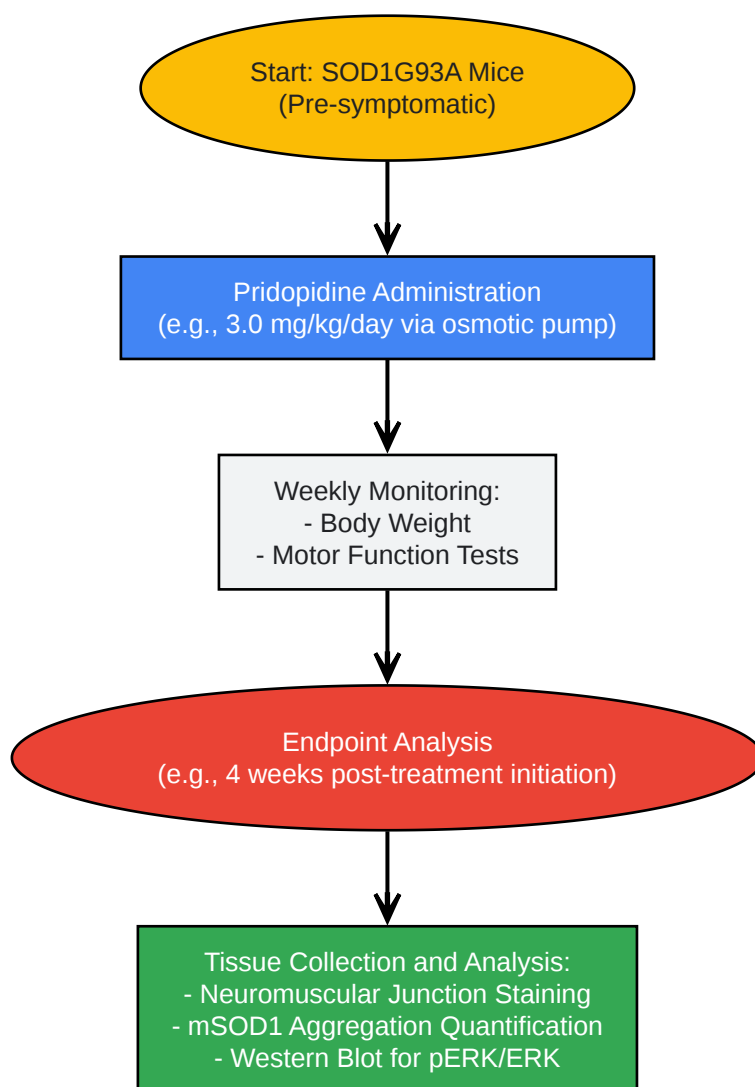 Start: SOD1G93A Mice
(Pre-symptomatic)
Pridopidine Administration
(e.g., 3.0 mg/kg/day via osmotic pump)
Weekly Monitoring:
- Body Weight
- Motor Function Tests
Endpoint Analysis
(e.g., 4 weeks post-treatment initiation)
Tissue Collection and Analysis:
- Neuromuscular Junction Staining
- mSOD1 Aggregation Quantification
- Western Blot for pERK/ERK